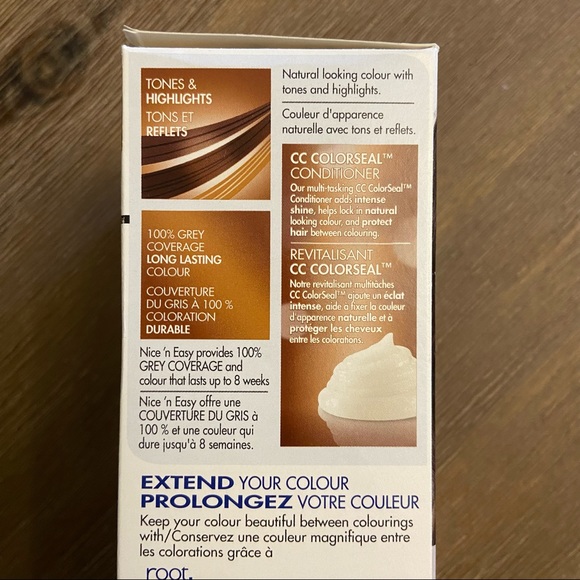 TONES &
HIGHLIGHTS
TONS ET
REFLETS
Natural looking colour with
tones and highlights.
Couleur d'apparence
naturelle avec tons et reflets.
100% GREY
COVERAGE
LONG LASTING
COLOUR
COUVERTURE
DU GRIS À 100 %
COLORATION
DURABLE
Nice 'n Easy provides 100%
GREY COVERAGE and
colour that lasts up to 8 weeks
Nice 'n Easy offre une
COUVERTURE DU GRIS à
100 % et une couleur qui
dure jusqu'à 8 semaines.
CC COLORSEAL™
CONDITIONER
Our multi-tasking CC ColorSeal™
Conditioner adds intense
shine, helps lock in natural
looking colour, and protect
hair between colouring.
REVITALISANT
CC COLORSEAL™
Notre revitalisant multitâches
CC ColorSeal™ ajoute un éclat
intense, aide à fixer la couleur
d'apparence naturelle et à
protéger les cheveux
entre les colorations.
EXTEND YOUR COLOUR
PROLONGEZ VOTRE COULEUR
Keep your colour beautiful between colourings
with/Conservez une couleur magnifique entre
les colorations grâce à
root.